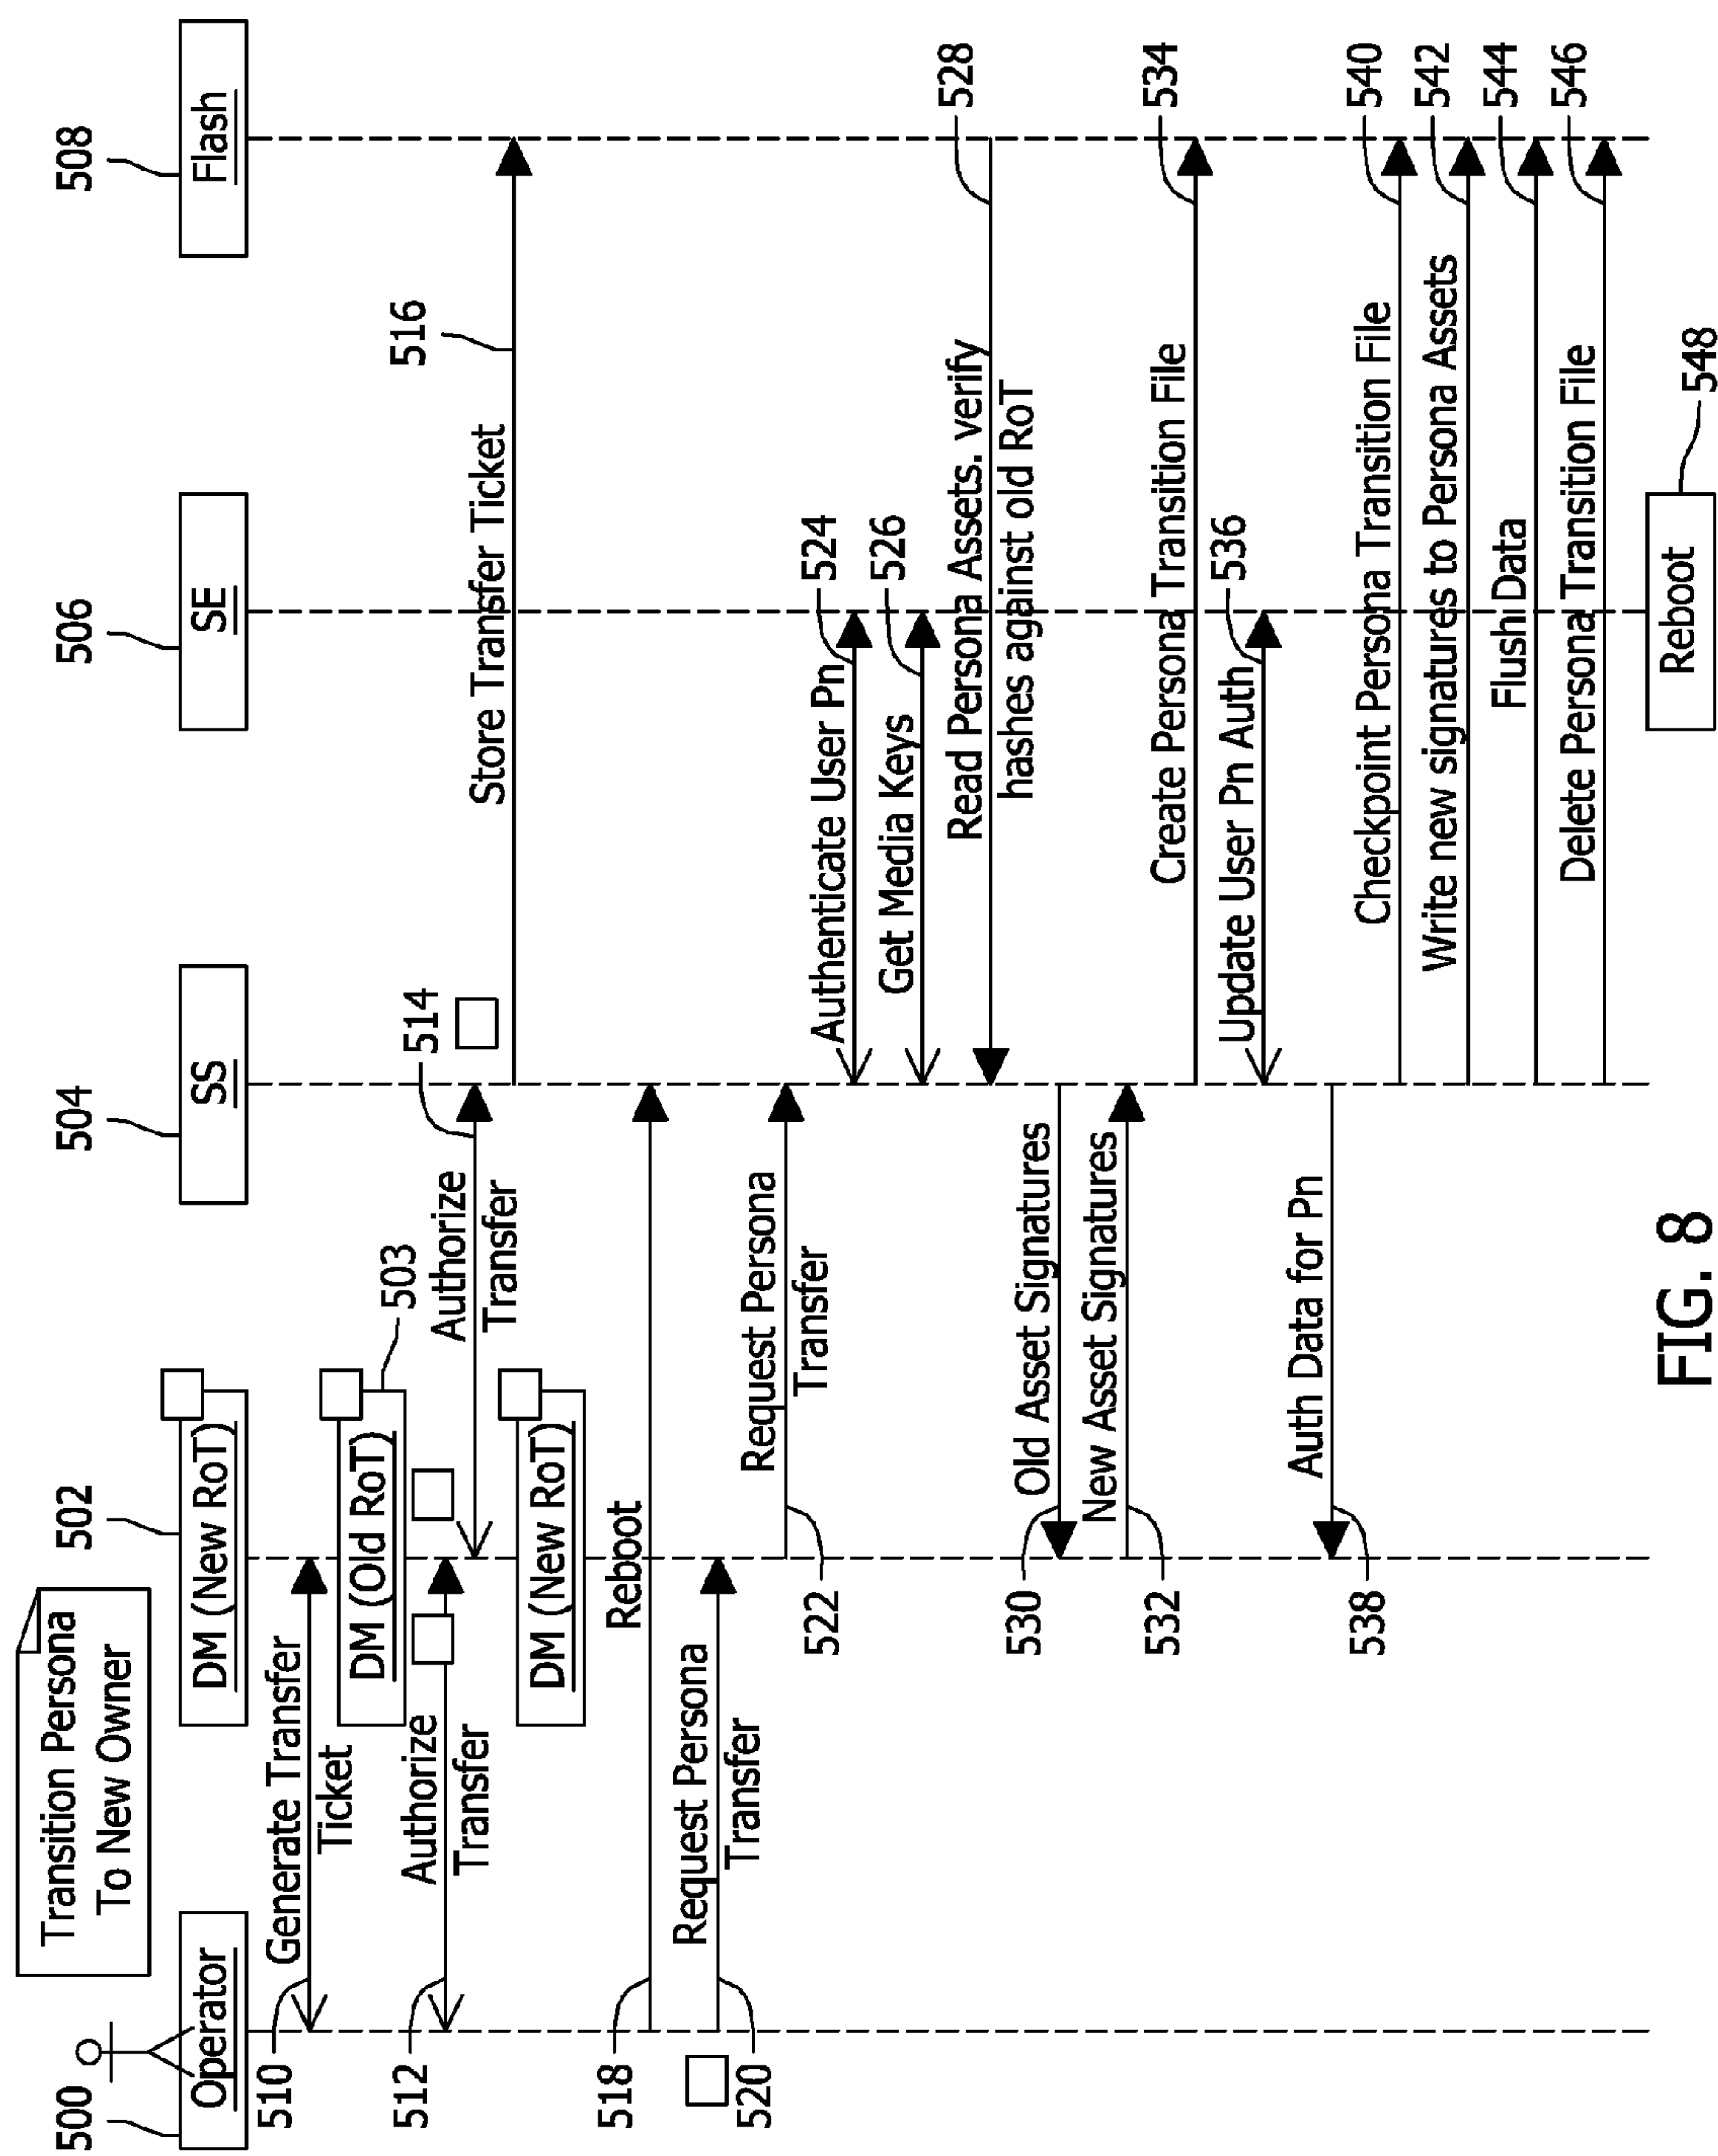 Transition Persona
To New Owner
500
502
504
506
508
Operator
DM (New RoT)
SS
SE
Flash
510
Generate Transfer
Ticket
DM (Old RoT)
503
512
Authorize
Transfer
Authorize
Transfer
514
Store Transfer Ticket
516
DM (New RoT)
518
Reboot
520
Request Persona
Transfer
522
Request Persona
Transfer
Authenticate User Pn
524
Get Media Keys
526
Read Persona Assets. verify
hashes against old RoT
528
530
Old Asset Signatures
532
New Asset Signatures
Create Persona Transition File
534
Update User Pn Auth
536
538
Auth Data for Pn
Checkpoint Persona Transition File
540
Write new signatures to Persona Assets
542
Flush Data
544
Delete Persona Transition File
546
Reboot
548
FIG. 8